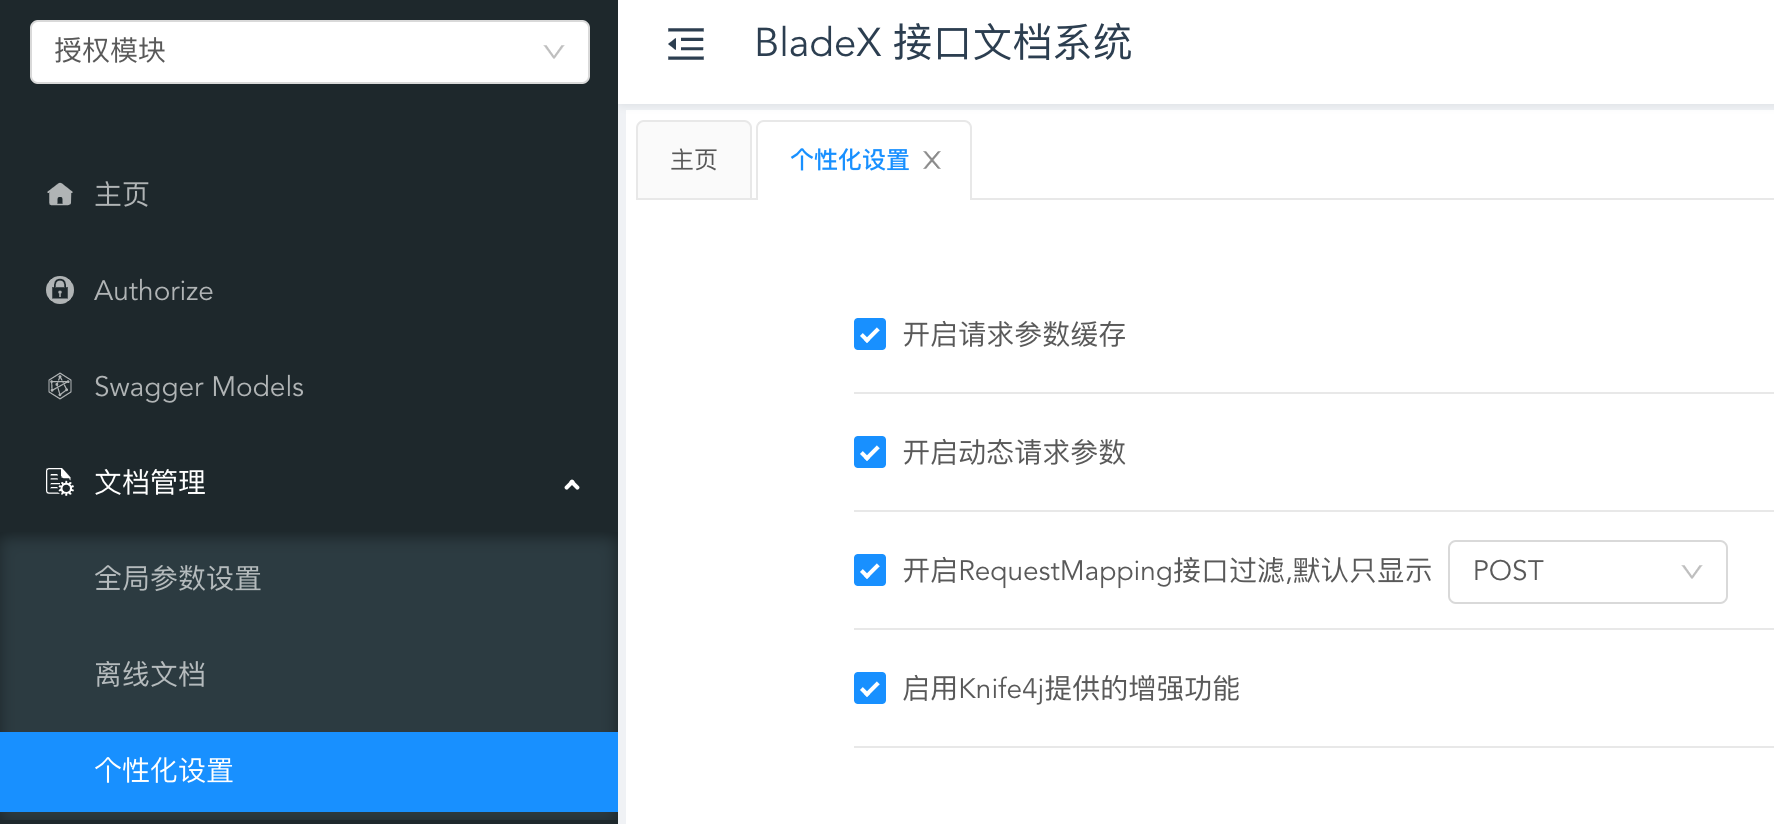 授权模块
主页
Authorize
Swagger Models
文档管理
全局参数设置
离线文档
个性化设置
BladeX 接口文档系统
主页
个性化设置
开启请求参数缓存
开启动态请求参数
开启RequestMapping接口过滤,默认只显示 POST
启用Knife4j提供的增强功能